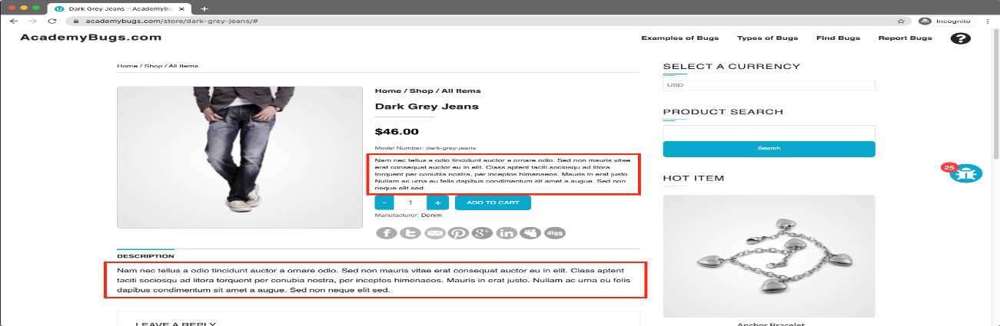 Dark Grey Jeans – AcademyBu
academybugs.com/store/dark-grey-jeans/#
Incognito
AcademyBugs.com
Examples of Bugs
Types of Bugs
Find Bugs
Report Bugs
?
Home / Shop / All Items
Home / Shop / All Items
Dark Grey Jeans
$46.00
Model Number: dark-grey-jeans
Nam nec tellus a odio tincidunt auctor a ornare odio. Sed non mauris vitae
erat consequat auctor eu in elit. Class aptent taciti sociosqu ad litora
torquent per conubia nostra, per inceptos himenaeos. Mauris in erat justo.
Nullam ac urna eu felis dapibus condimentum sit amet a augue. Sed non
neque elit sed.
- 1 +
ADD TO CART
Manufacturer: Denim
digg
DESCRIPTION
Nam nec tellus a odio tincidunt auctor a ornare odio. Sed non mauris vitae erat consequat auctor eu in elit. Class aptent
taciti sociosqu ad litora torquent per conubia nostra, per inceptos himenaeos. Mauris in erat justo. Nullam ac urna eu felis
dapibus condimentum sit amet a augue. Sed non neque elit sed.
LEAVE A REPLY
SELECT A CURRENCY
USD
PRODUCT SEARCH
Search
HOT ITEM
25
Anchor Bracelet